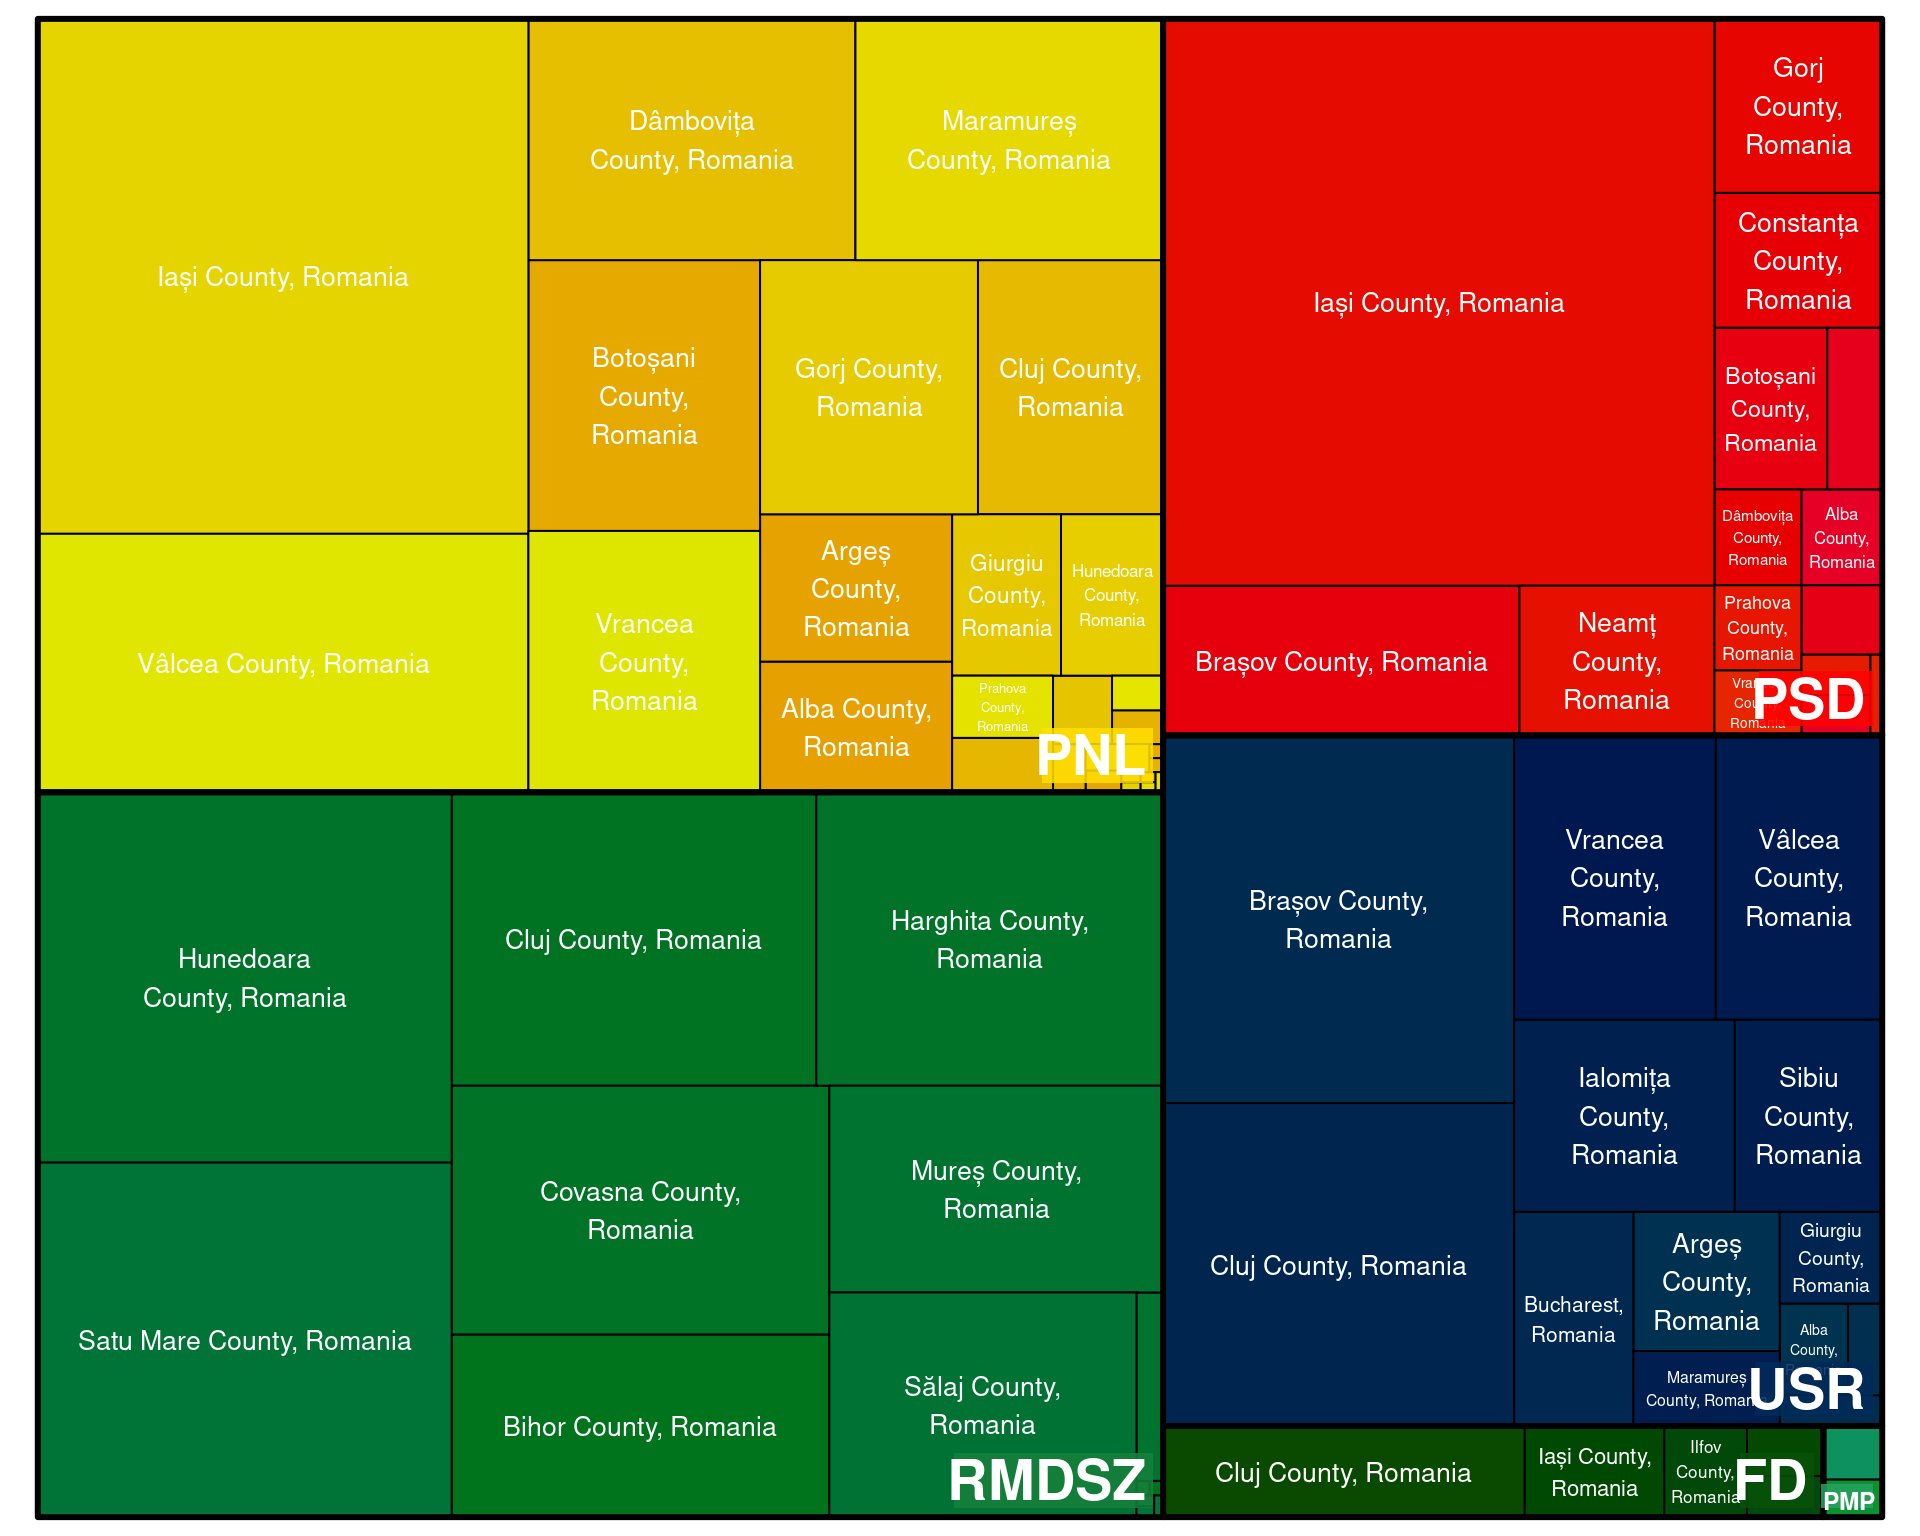 Iași County, Romania
Dâmbovița
County, Romania
Maramureș
County, Romania
Botoșani
County,
Romania
Gorj County,
Romania
Cluj County,
Romania
Vâlcea County, Romania
Vrancea
County,
Romania
Argeș
County,
Romania
Giurgiu
County,
Romania
Hunedoara
County,
Romania
Alba County,
Romania
Prahova
County,
Romania
PNL
Iași County, Romania
Gorj
County,
Romania
Constanța
County,
Romania
Botoșani
County,
Romania
Dâmbovița
County,
Romania
Alba
County,
Romania
Brașov County, Romania
Neamț
County,
Romania
Prahova
County,
Romania
Romania
PSD
Hunedoara
County, Romania
Cluj County, Romania
Harghita County,
Romania
Satu Mare County, Romania
Covasna County,
Romania
Mureș County,
Romania
Bihor County, Romania
Sălaj County,
Romania
RMDSZ
Brașov County,
Romania
Vrancea
County,
Romania
Vâlcea
County,
Romania
Ialomița
County,
Romania
Sibiu
County,
Romania
Cluj County, Romania
Bucharest,
Romania
Argeș
County,
Romania
Giurgiu
County,
Romania
Alba
County,
Maramureș
County, Romania
USR
Cluj County, Romania
Iași County,
Romania
Ilfov
County,
Romania
FD
PMP